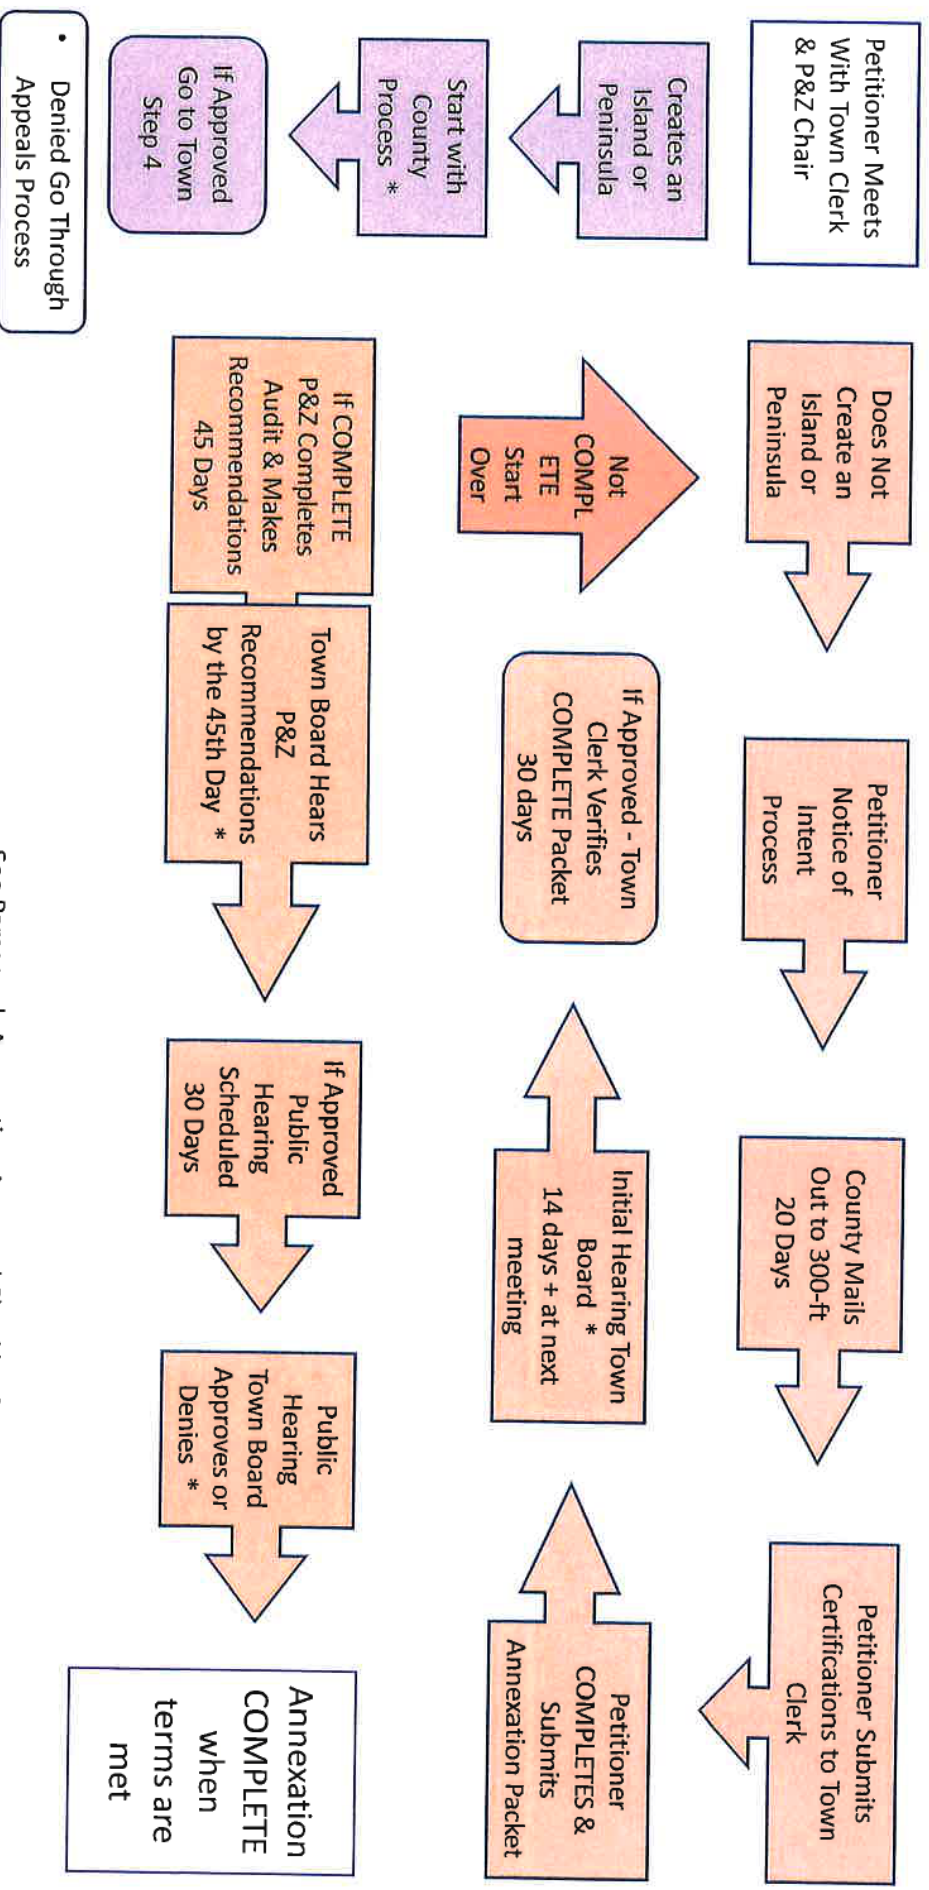 Petitioner Meets
With Town Clerk
& P&Z Chair
Does Not
Create an
Island or
Peninsula
Petitioner
Notice of
Intent
Process
County Mails
Out to 300-ft
20 Days
Petitioner Submits
Certifications to Town
Clerk
Creates an
Island or
Peninsula
Start with
County
Process *
If Approved
Go to Town
Step 4
Not
COMPL
ETE
Start
Over
If Approved - Town
Clerk Verifies
COMPLETE Packet
30 days
Initial Hearing Town
Board *
14 days + at next
meeting
Petitioner
COMPLETES &
Submits
Annexation Packet
If COMPLETE
P&Z Completes
Audit & Makes
Recommendations
45 Days
Town Board Hears
P&Z
Recommendations
by the 45th Day *
If Approved
Public
Hearing
Scheduled
30 Days
Public
Hearing
Town Board
Approves or
Denies *
Annexation
COMPLETE
when
terms are
met
• Denied Go Through
Appeals Process